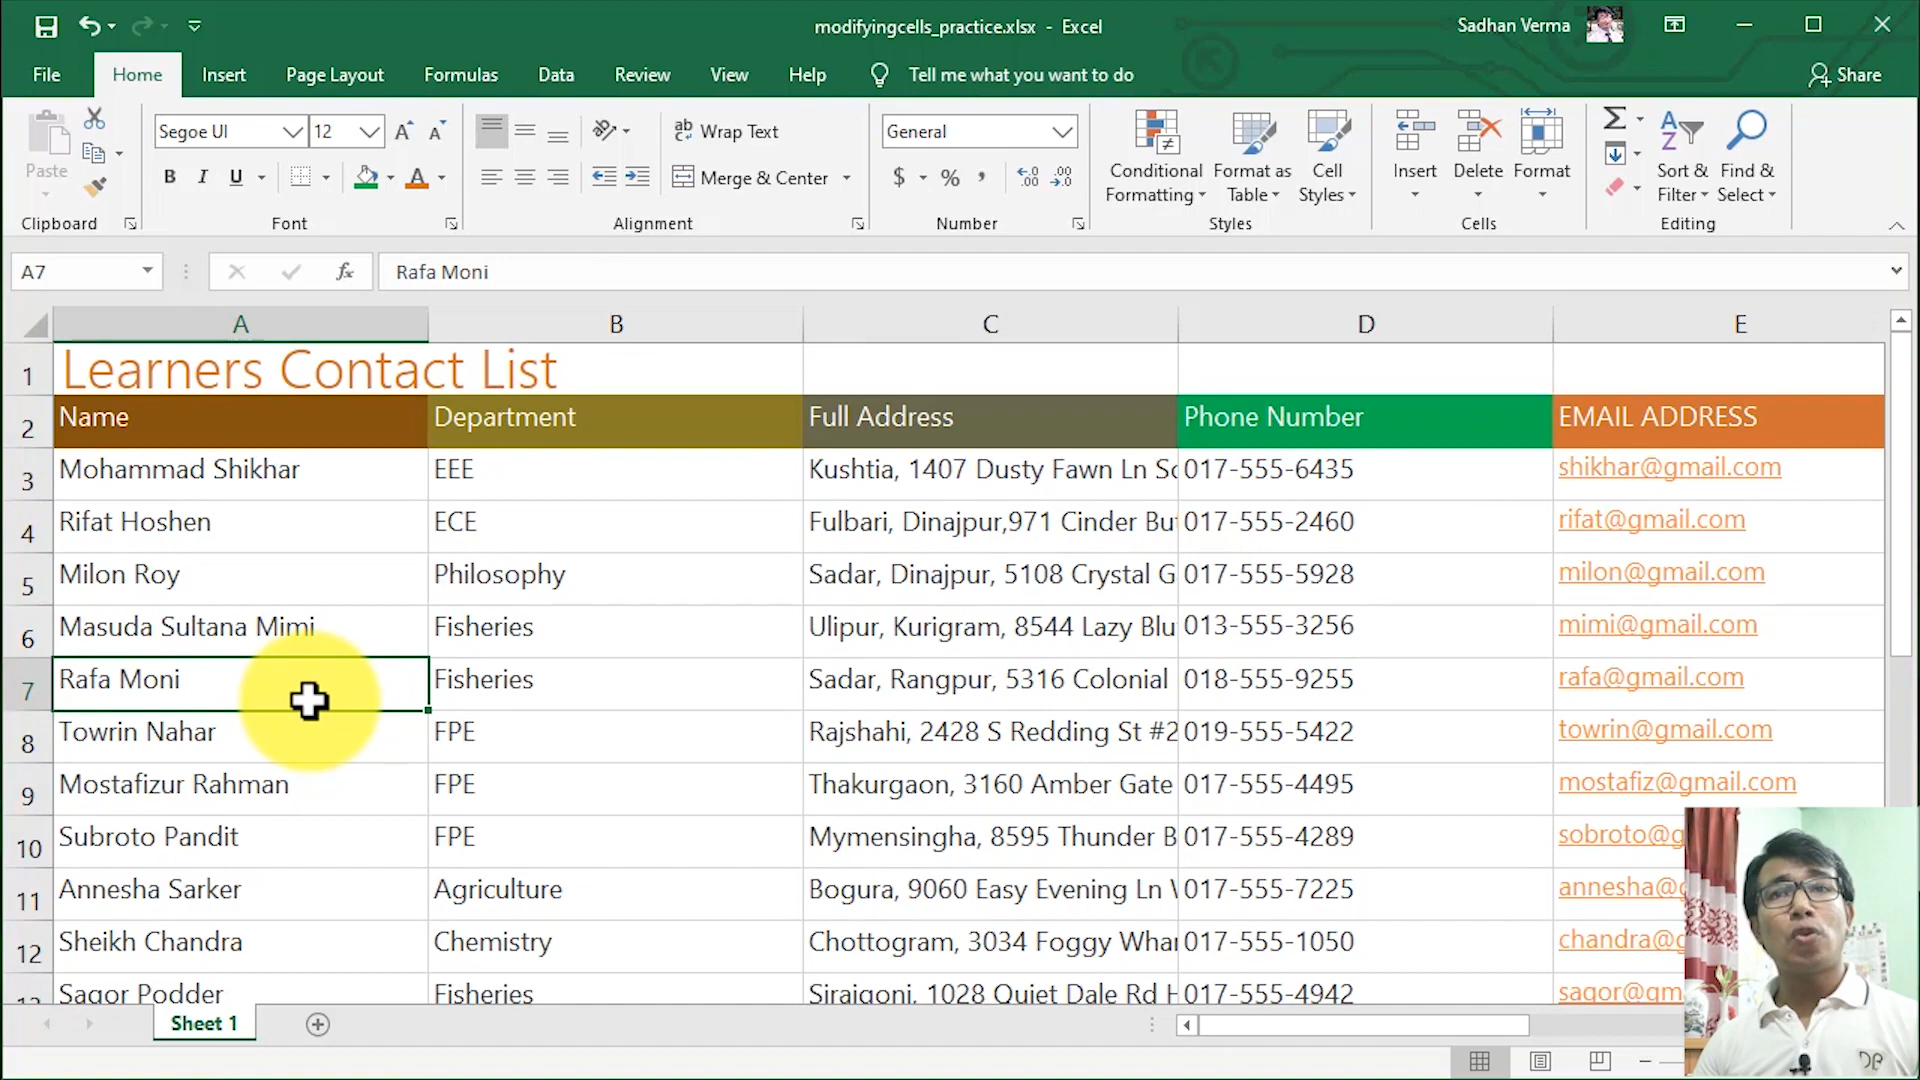 modifyingcells_practice.xlsx - Excel
Sadhan Verma
File Home Insert Page Layout Formulas Data Review View Help Tell me what you want to do Share
Paste
Segoe UI 12
Wrap Text
Merge & Center
General
$ % ,
B I U
Conditional Formatting
Format as Table
Cell Styles
Insert
Delete
Format
Sort & Filter
Find & Select
Clipboard Font Alignment Number Styles Cells Editing
A7 fx Rafa Moni
A B C D E
1 Learners Contact List
2 Name Department Full Address Phone Number EMAIL ADDRESS
3 Mohammad Shikhar EEE Kushtia, 1407 Dusty Fawn Ln 017-555-6435 shikhar@gmail.com
4 Rifat Hoshen ECE Fulbari, Dinajpur,971 Cinder 017-555-2460 rifat@gmail.com
5 Milon Roy Philosophy Sadar, Dinajpur, 5108 Crystal 017-555-5928 milon@gmail.com
6 Masuda Sultana Mimi Fisheries Ulipur, Kurigram, 8544 Lazy 013-555-3256 mimi@gmail.com
7 Rafa Moni Fisheries Sadar, Rangpur, 5316 Colonial 018-555-9255 rafa@gmail.com
8 Towrin Nahar FPE Rajshahi, 2428 S Redding St 019-555-5422 towrin@gmail.com
9 Mostafizur Rahman FPE Thakurgaon, 3160 Amber Gate 017-555-4495 mostafiz@gmail.com
10 Subroto Pandit FPE Mymensingha, 8595 Thunder 017-555-4289 sobroto@g
11 Annesha Sarker Agriculture Bogura, 9060 Easy Evening Ln 017-555-7225 annesha@
12 Sheikh Chandra Chemistry Chottogram, 3034 Foggy 017-555-1050 chandra@
Sagor Podder Fisheries Sirajgonj, 1028 Quiet Dale Rd 017-555-4942 sagor@gm
Sheet 1